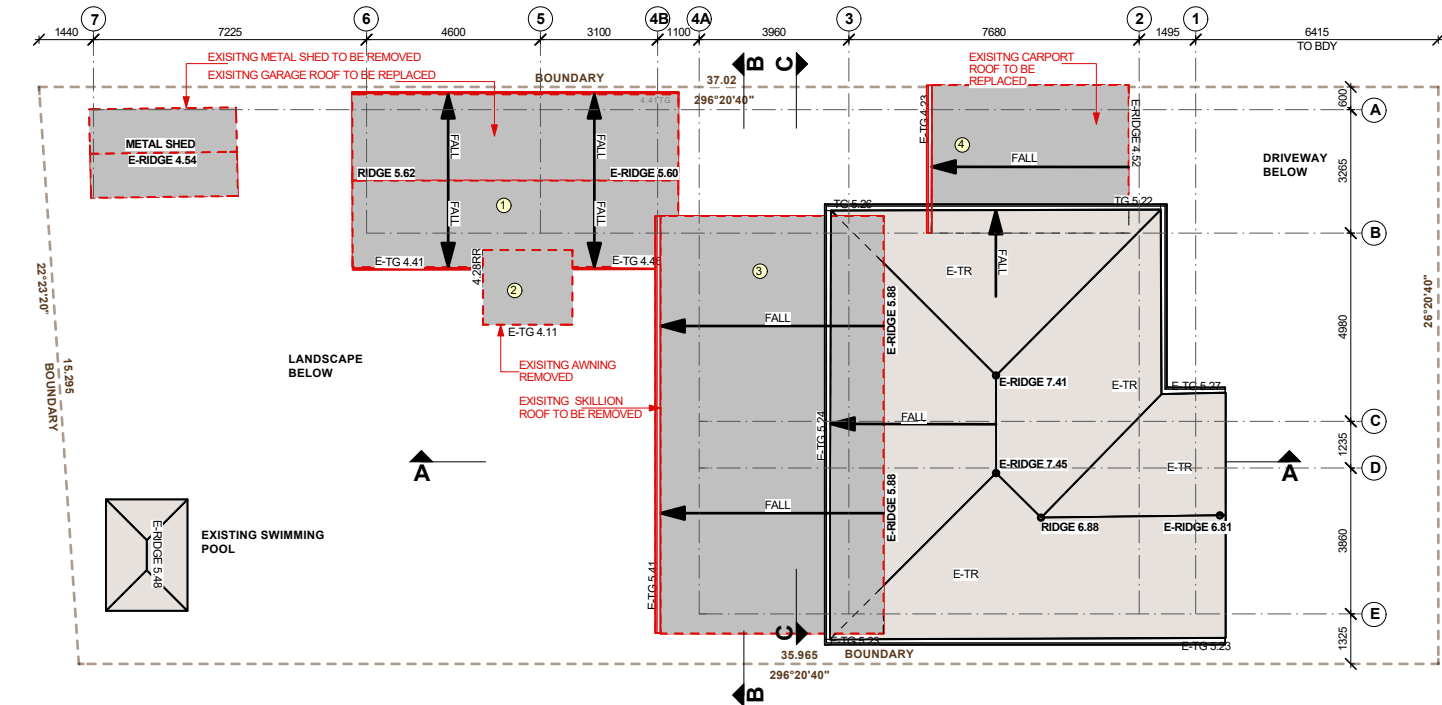 7
6
5
4B
4A
3
2
1
1440
7225
4600
3100
1100
3960
7680
1495
6415
TO BDY
EXISITNG METAL SHED TO BE REMOVED
EXISITNG GARAGE ROOF TO BE REPLACED
BOUNDARY
37.02
296°20'40"
B
C
EXISITNG CARPORT
ROOF TO BE
REPLACED
600
A
METAL SHED
E-RIDGE 4.54
4.41TG
FALL
FALL
RIDGE 5.62
E-RIDGE 5.60
1
FALL
FALL
E-TG 4.41
E-TG 4.46
4.28RR
2
E-TG 4.11
E-TG 4.23
4
E-RIDGE 4.52
FALL
DRIVEWAY
BELOW
3265
TG 5.26
TG 5.22
B
3
E-TR
FALL
22°23'20"
26°20'40"
FALL
E-RIDGE 5.88
4980
15.295
BOUNDARY
LANDSCAPE
BELOW
EXISITNG AWNING
REMOVED
EXISITNG SKILLION
ROOF TO BE REMOVED
E-RIDGE 7.41
E-TR
E-TG 5.27
E-TG 5.24
FALL
C
1235
A
E-RIDGE 7.45
E-TR
A
D
EXISTING SWIMMING
POOL
E-RIDGE 5.48
FALL
E-RIDGE 5.88
RIDGE 6.88
E-RIDGE 6.81
3860
E-TG 5.41
E-TR
E
C
E-TG 5.23
E-TG 5.23
1325
35.965
BOUNDARY
296°20'40"
B